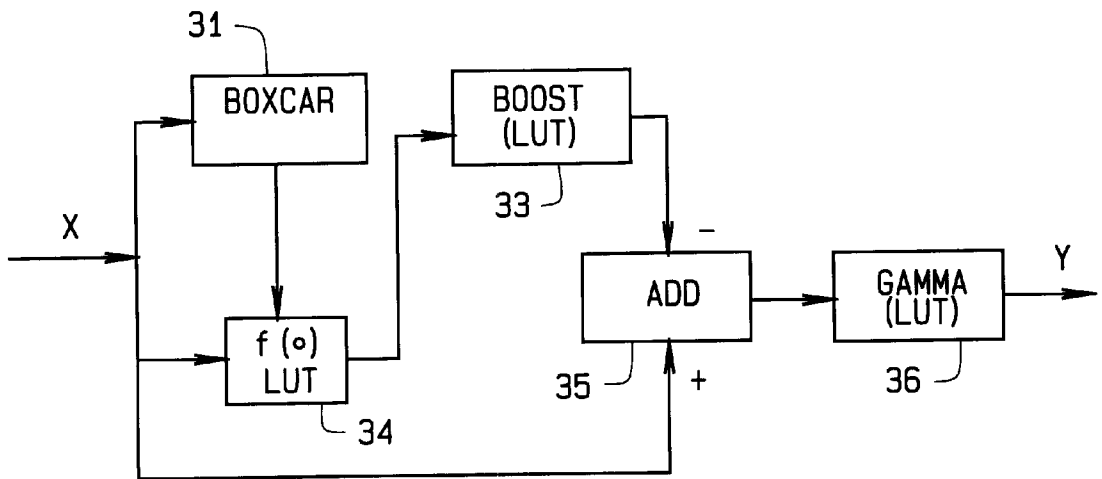 31
BOXCAR
BOOST
(LUT)
33
X
f (o)
LUT
34
-
ADD
35
+
GAMMA
(LUT)
36
Y